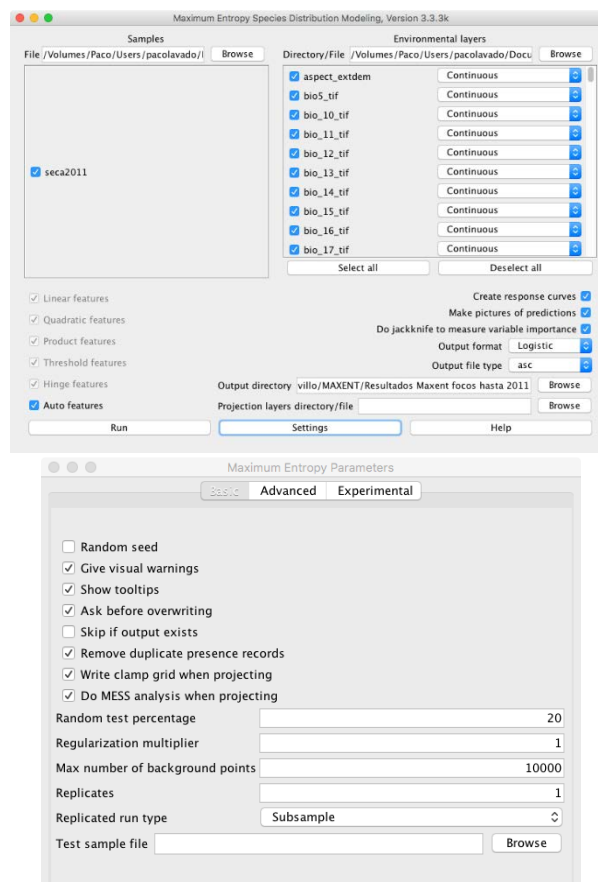 Maximum Entropy Species Distribution Modeling, Version 3.3.3k
Samples
Environmental layers
File /Volumes/Paco/Users/pacolavado/ Browse
Directory/File /Volumes/Paco/Users/pacolavado/Docu Browse
seca2011
aspect_extdem Continuous
bio5_tif Continuous
bio_10_tif Continuous
bio_11_tif Continuous
bio_12_tif Continuous
bio_13_tif Continuous
bio_14_tif Continuous
bio_15_tif Continuous
bio_16_tif Continuous
bio_17_tif Continuous
Select all Deselect all
Linear features
Quadratic features
Product features
Threshold features
Hinge features
Auto features
Create response curves
Make pictures of predictions
Do jackknife to measure variable importance
Output format Logistic
Output file type asc
Output directory villo/MAXENT/Resultados Maxent focos hasta 2011 Browse
Projection layers directory/file Browse
Run Settings Help
Maximum Entropy Parameters
Basic Advanced Experimental
Random seed
Give visual warnings
Show tooltips
Ask before overwriting
Skip if output exists
Remove duplicate presence records
Write clamp grid when projecting
Do MESS analysis when projecting
Random test percentage 20
Regularization multiplier 1
Max number of background points 10000
Replicates 1
Replicated run type Subsample
Test sample file Browse